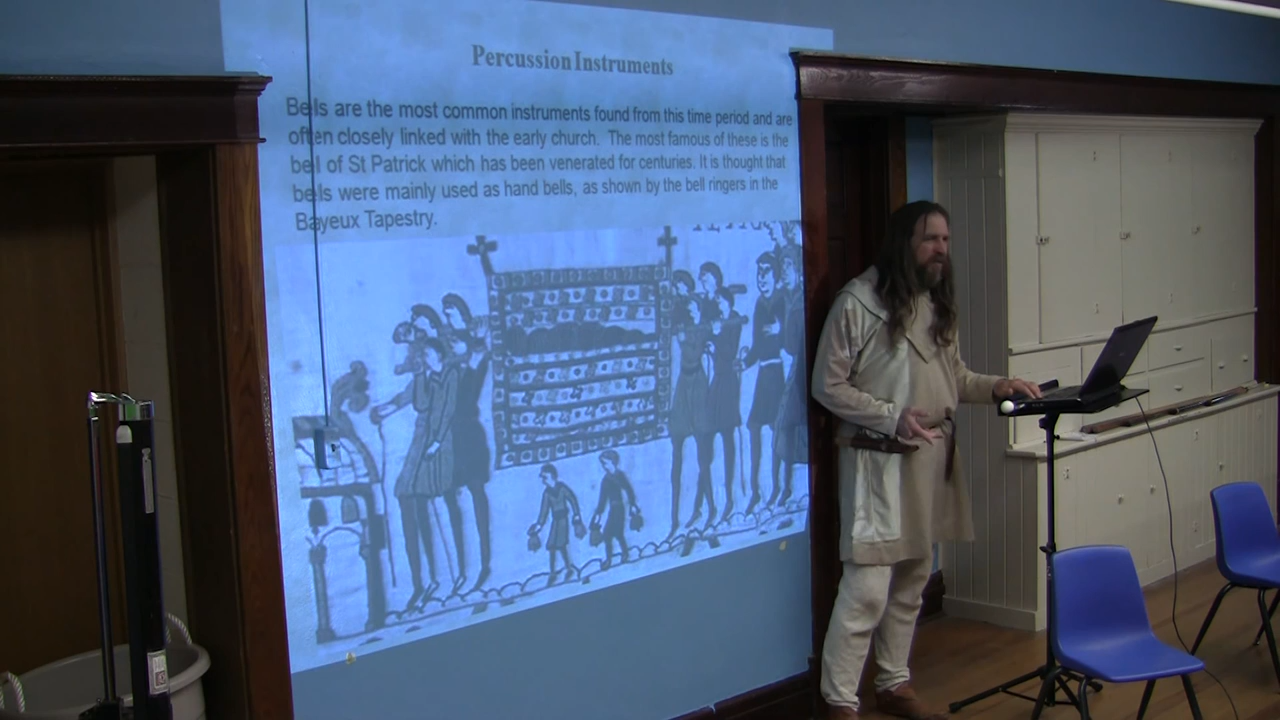 Percussion Instruments
Bells are the most common instruments found from this time period and are
often closely linked with the early church. The most famous of these is the
bell of St Patrick which has been venerated for centuries. It is thought that
bells were mainly used as hand bells, as shown by the bell ringers in the
Bayeux Tapestry.